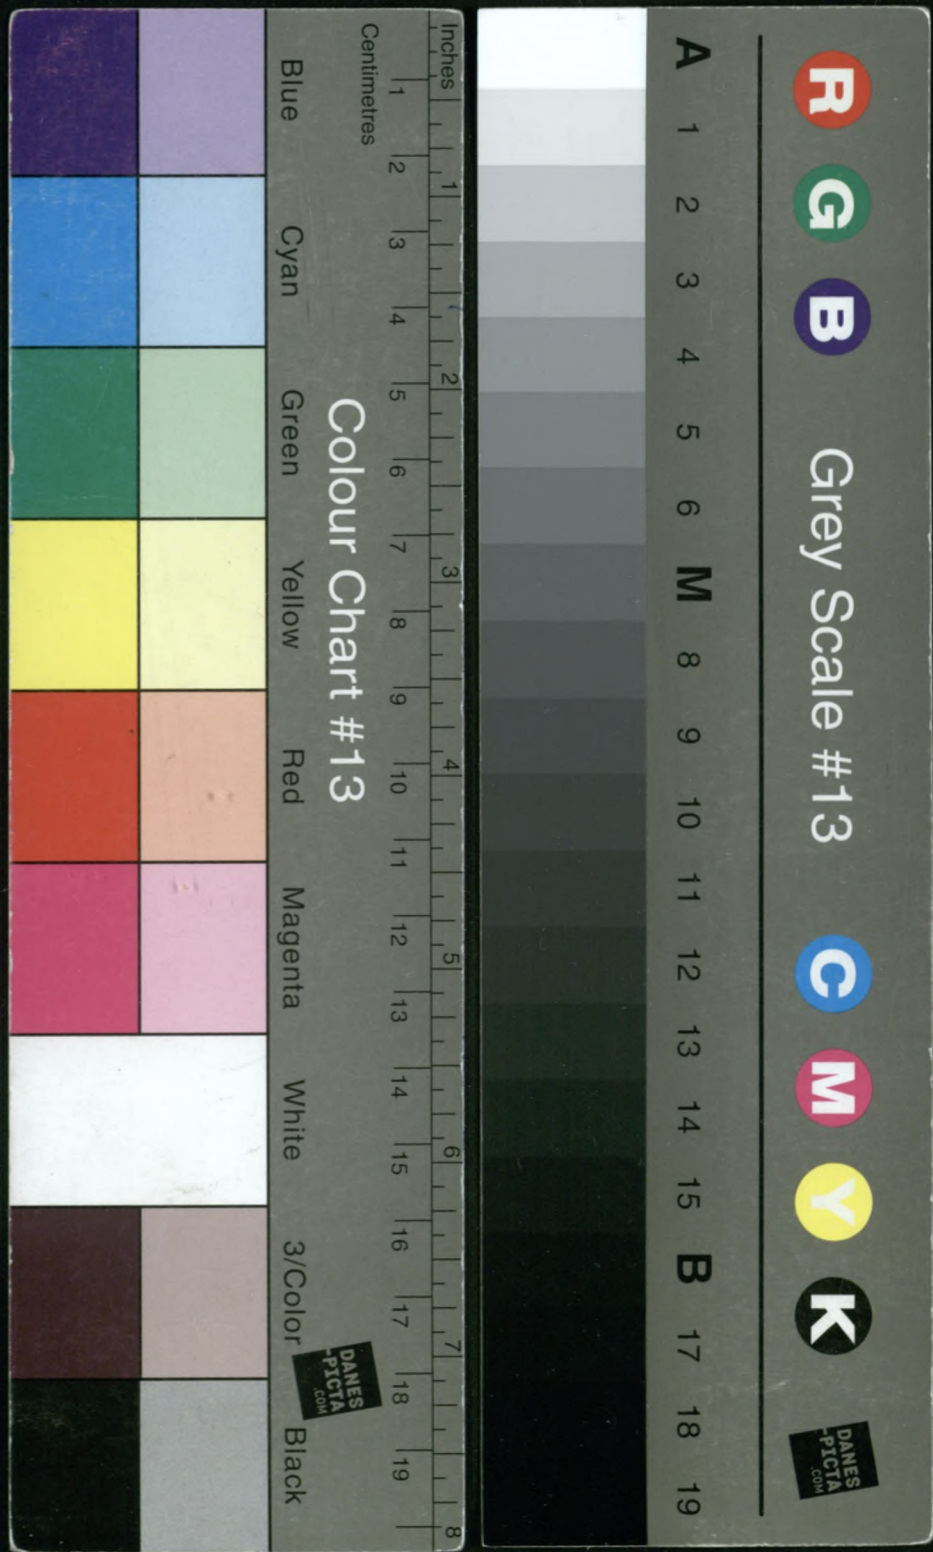 R G B Grey Scale #13 C M Y K DANES
-PICTA
.COM
A 1 2 3 4 5 6 M 8 9 10 11 12 13 14 15 B 17 18 19
Inches 1 2 3 4 5 6 7 8
Centimetres 1 2 3 4 5 6 7 8 9 10 11 12 13 14 15 16 17 18 19
Colour Chart #13
DANES
-PICTA
.COM
Blue Cyan Green Yellow Red Magenta White 3/Color Black